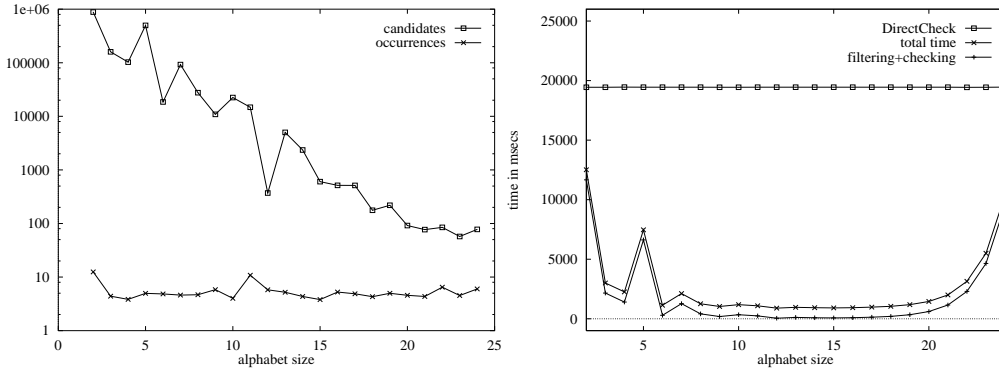 1e+06
100000
10000
1000
100
10
1
0
5
10
15
20
25
alphabet size
candidates
occurrences
25000
20000
15000
10000
5000
0
5
10
15
20
alphabet size
time in msecs
DirectCheck
total time
filtering+checking